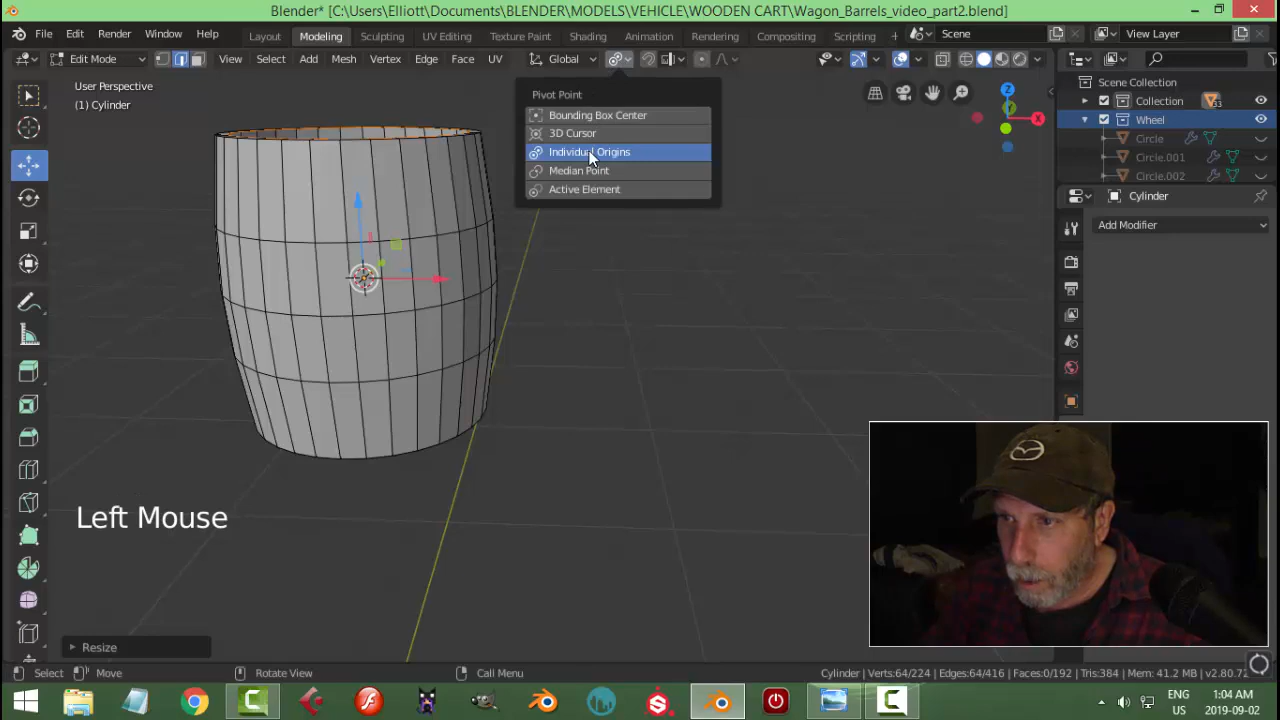 Blender* [C:\Users\Elliott\Documents\BLENDER\MODELS\VEHICLE\WOODEN CART\Wagon_Barrels_video_part2.blend]
File Edit Render Window Help Layout Modeling Sculpting UV Editing Texture Paint Shading Animation Rendering Compositing Scripting + Scene View Layer
Edit Mode View Select Add Mesh Vertex Edge Face UV Global
User Perspective
(1) Cylinder
Pivot Point
Bounding Box Center
3D Cursor
Individual Origins
Median Point
Active Element
Z
X
Scene Collection
Collection 33
Wheel
Circle
Circle.001
Circle.002
Cylinder
Add Modifier
Left Mouse
Resize
Select Move Rotate View Call Menu Cylinder | Verts:64/224 | Edges:64/416 | Faces:0/192 | Tris:384 | Mem: 41.2 MB | v2.80.7
ENG
US
1:04 AM
2019-09-02